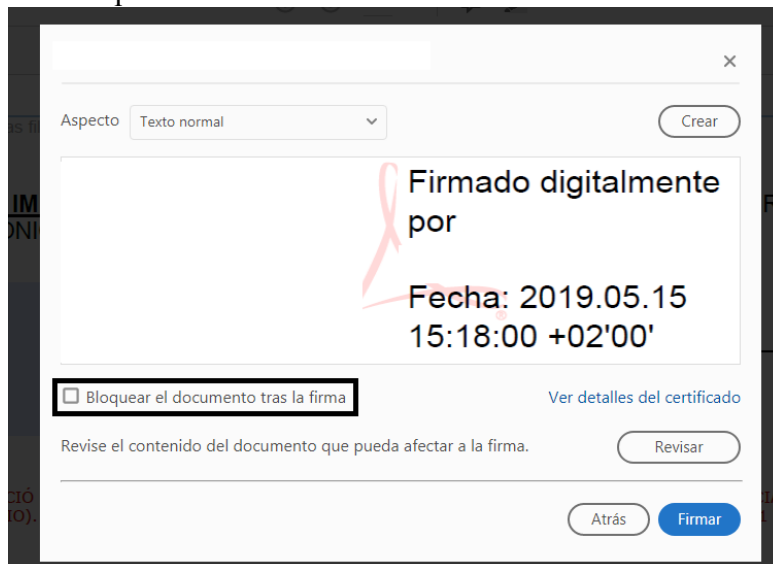 Aspecto Texto normal Crear
Firmado digitalmente
por
Fecha: 2019.05.15
15:18:00 +02'00'
Bloquear el documento tras la firma Ver detalles del certificado
Revise el contenido del documento que pueda afectar a la firma. Revisar
Atrás Firmar